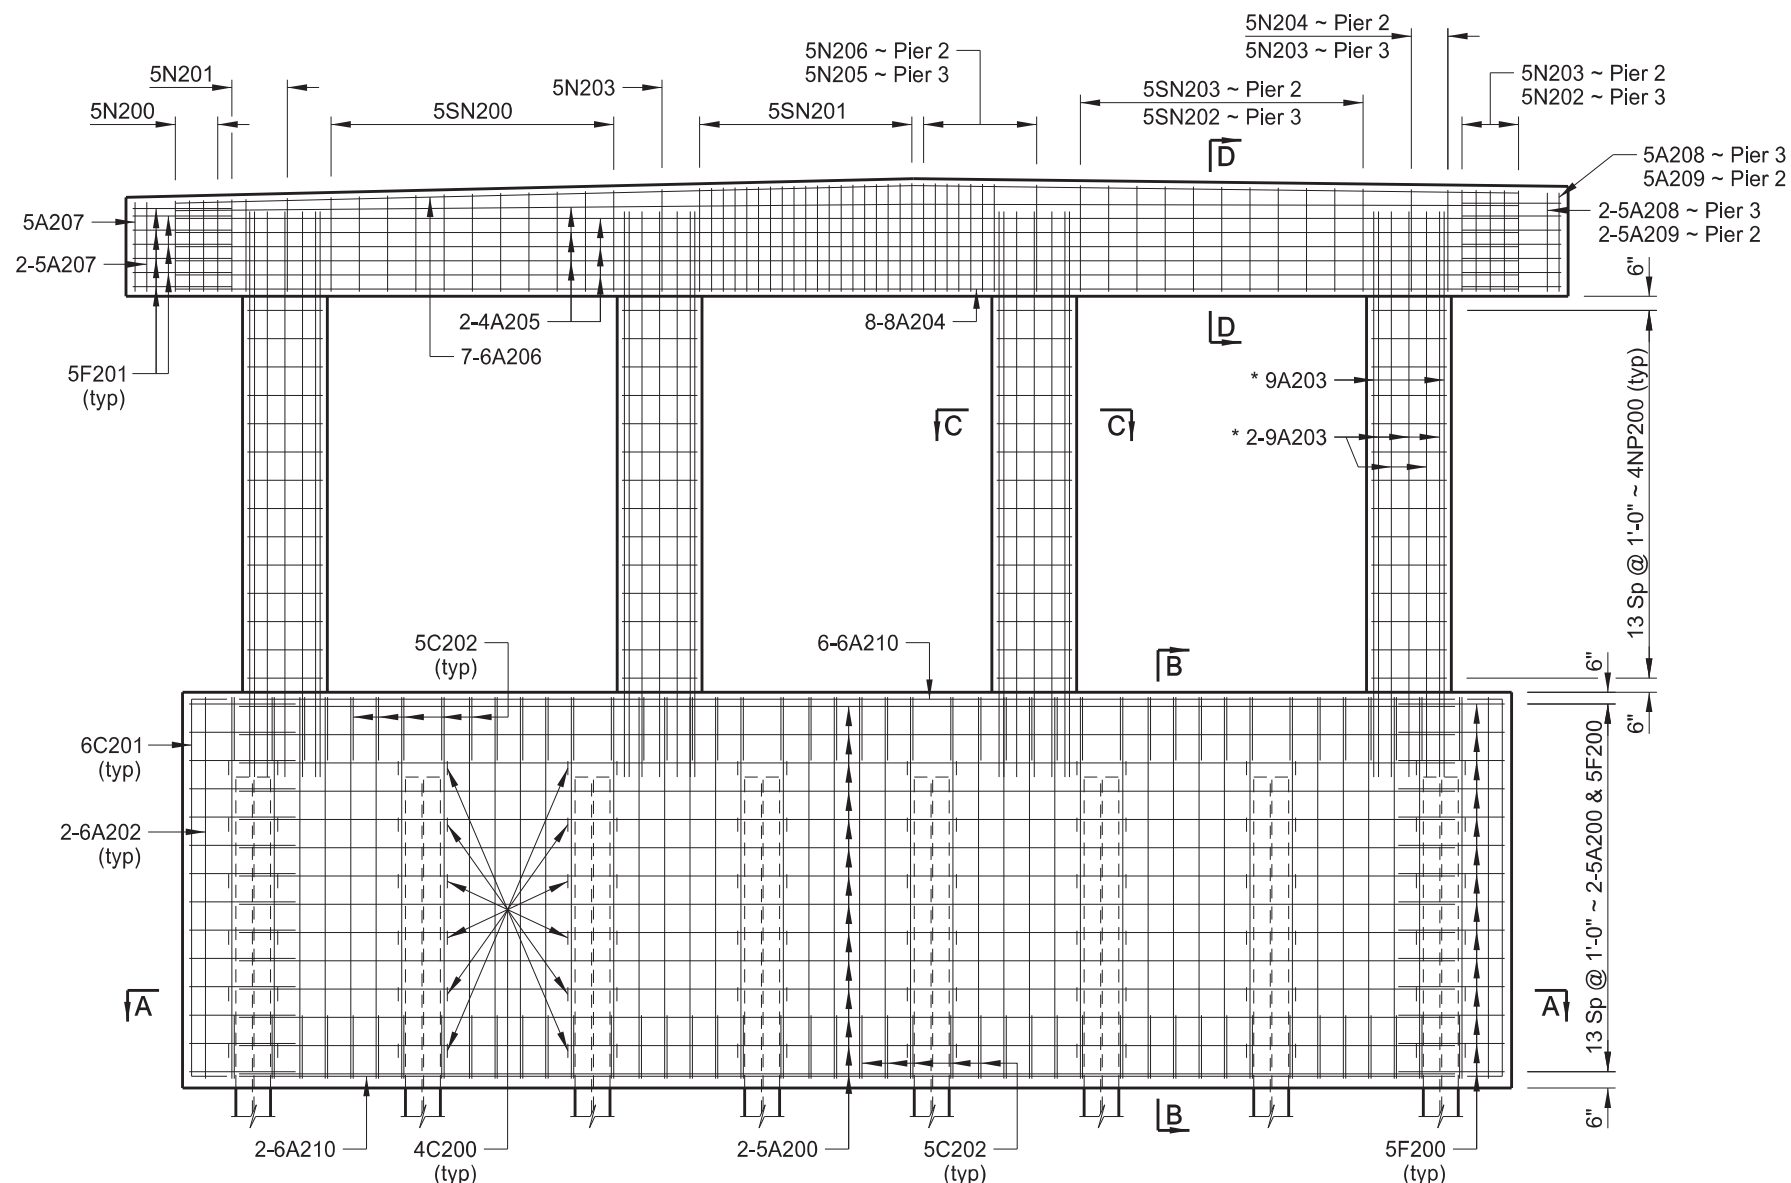 5N204 ~ Pier 2
5N203 ~ Pier 3
5N206 ~ Pier 2
5N205 ~ Pier 3
5N201
5N203
5N203 ~ Pier 2
5N202 ~ Pier 3
5N200
5SN200
5SN201
5SN203 ~ Pier 2
5SN202 ~ Pier 3
D
5A208 ~ Pier 3
5A209 ~ Pier 2
5A207
2-5A208 ~ Pier 3
2-5A209 ~ Pier 2
2-5A207
6"
2-4A205
8-8A204
D
7-6A206
5F201
(typ)
* 9A203
C
C
* 2-9A203
13 Sp @ 1'-0" ~ 4NP200 (typ)
5C202
(typ)
6-6A210
B
6"
6"
6C201
(typ)
2-6A202
(typ)
13 Sp @ 1'-0" ~ 2-5A200 & 5F200
A
A
6"
B
2-6A210
4C200
(typ)
2-5A200
5C202
(typ)
5F200
(typ)